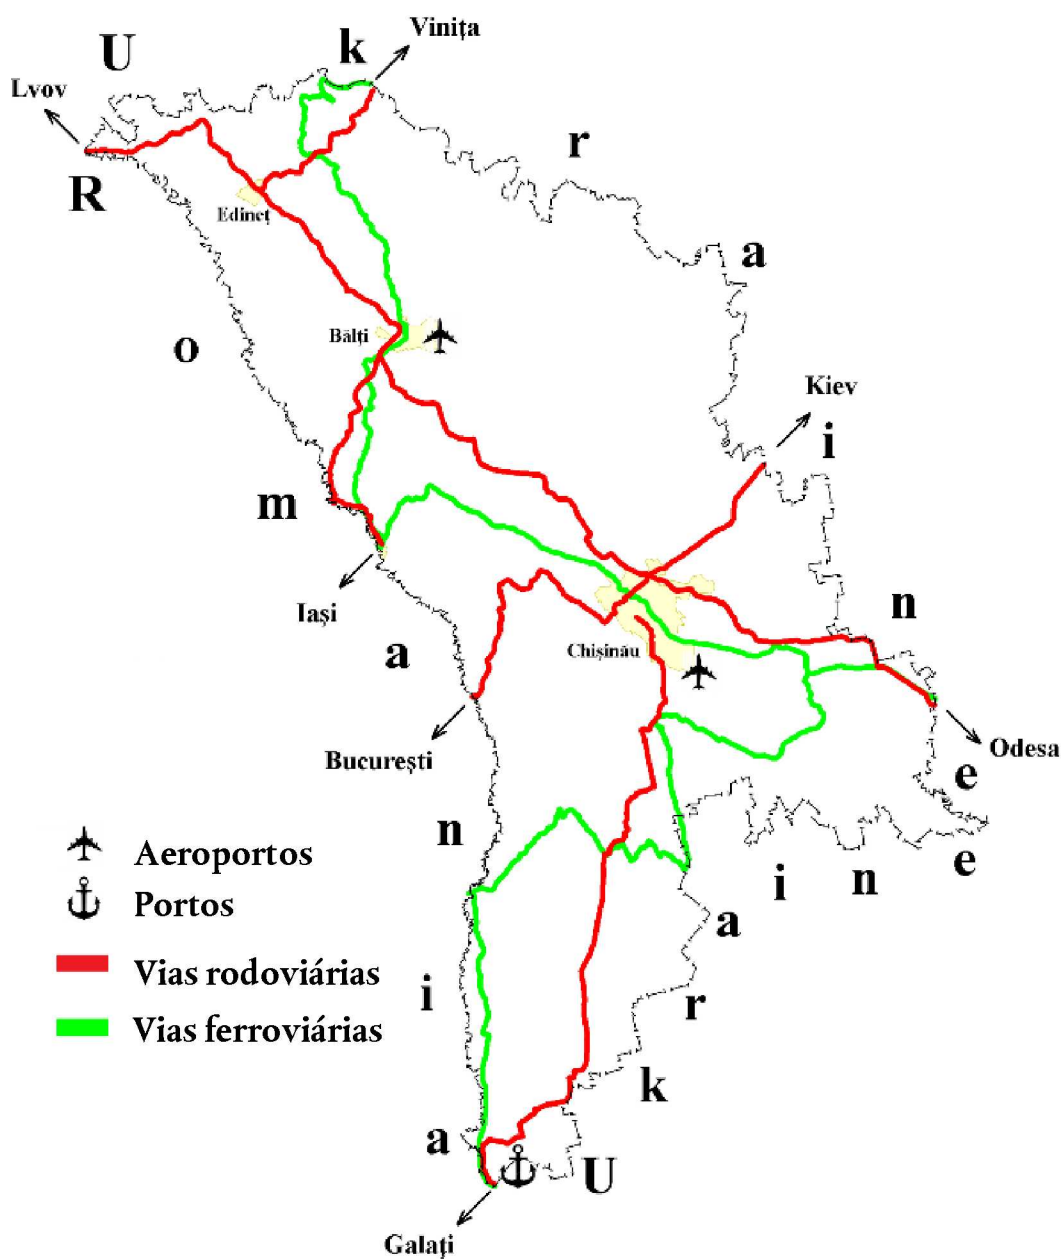 Vinița
U k
Lvov
r
R
Edineț
a
Bălți
o
Kiev
i
m
Iași
n
a
Chișinău
București
Odesa
e
n
Aeroportos
e
i n
Portos
a
Vias rodoviárias
i
r
Vias ferroviárias
k
a
U
Galați